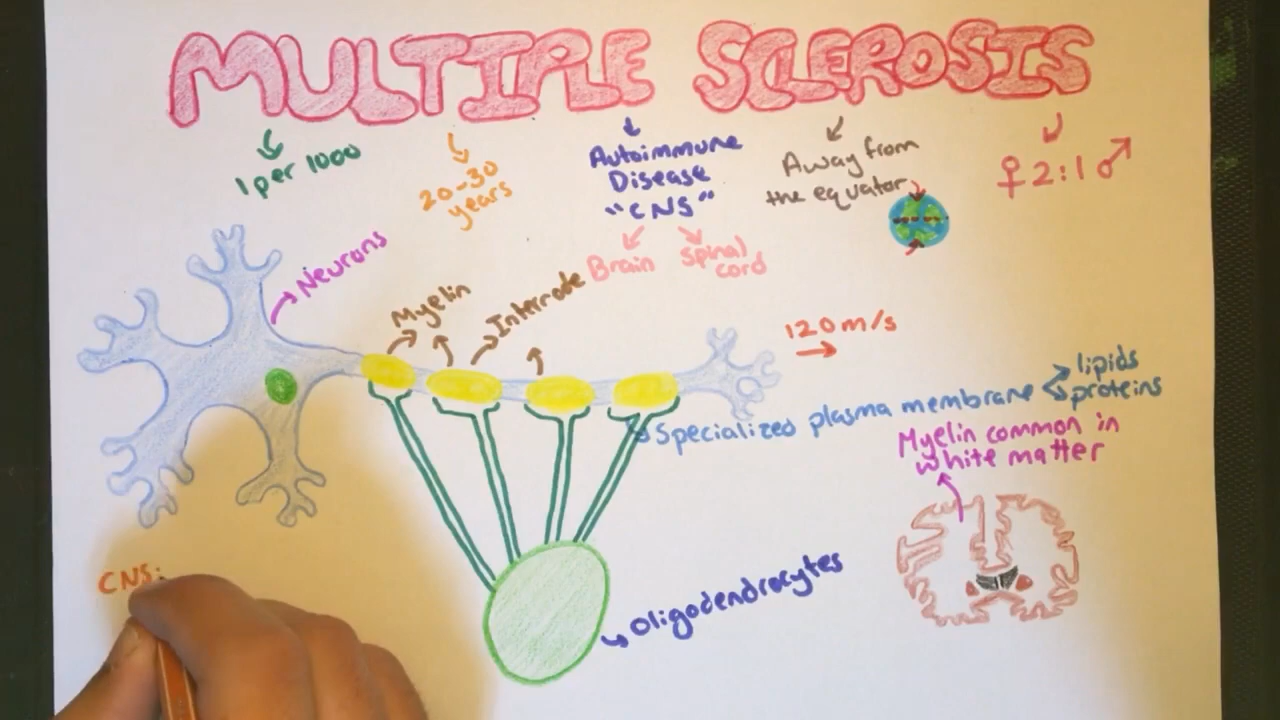 MULTIPLE SCLEROSIS
1 per 1000
20-30
years
Autoimmune
Disease
"CNS"
Brain
Spinal
cord
Away from
the equator
♀ 2:1 ♂
Neurons
Myelin
Internode
120 m/s
Specialized plasma membrane
lipids
proteins
Myelin common in
white matter
Oligodendrocytes
CNS: